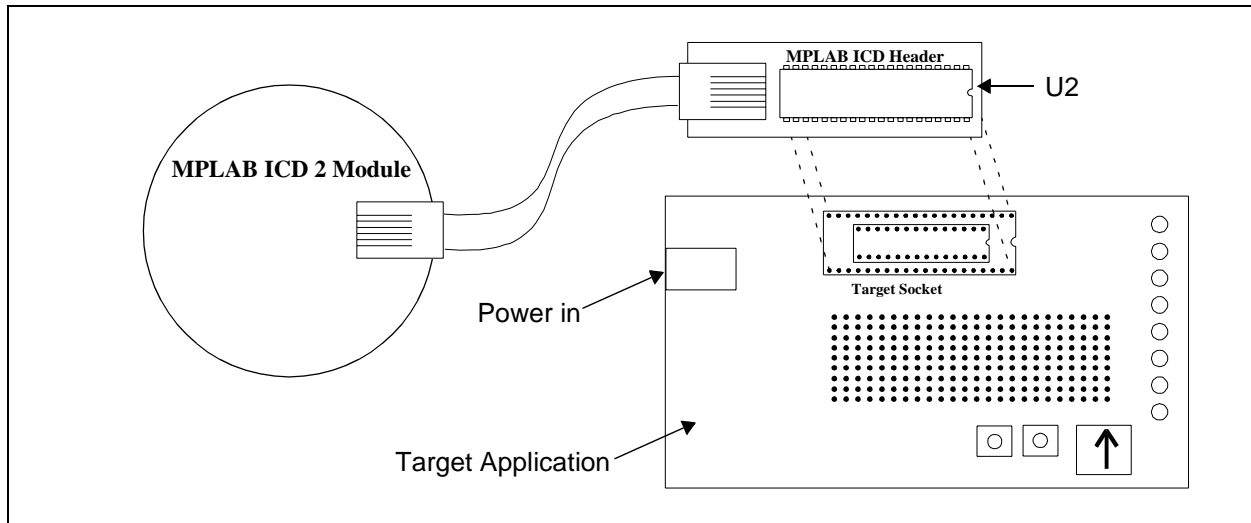 MPLAB ICD Header
U2
MPLAB ICD 2 Module
Power in
Target Socket
Target Application